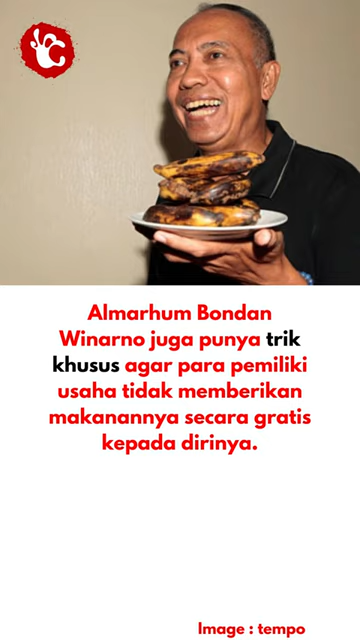 Almarhum Bondan
Winarno juga punya trik
khusus agar para pemiliki
usaha tidak memberikan
makanannya secara gratis
kepada dirinya.
Image : tempo